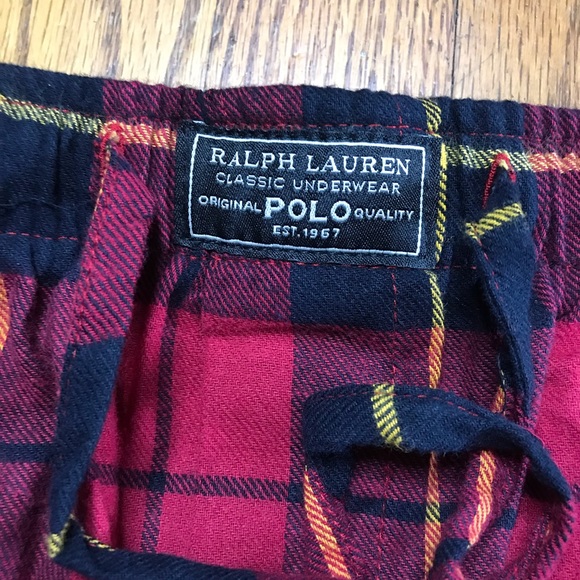 RALPH LAUREN
CLASSIC UNDERWEAR
ORIGINAL POLO QUALITY
EST. 1967